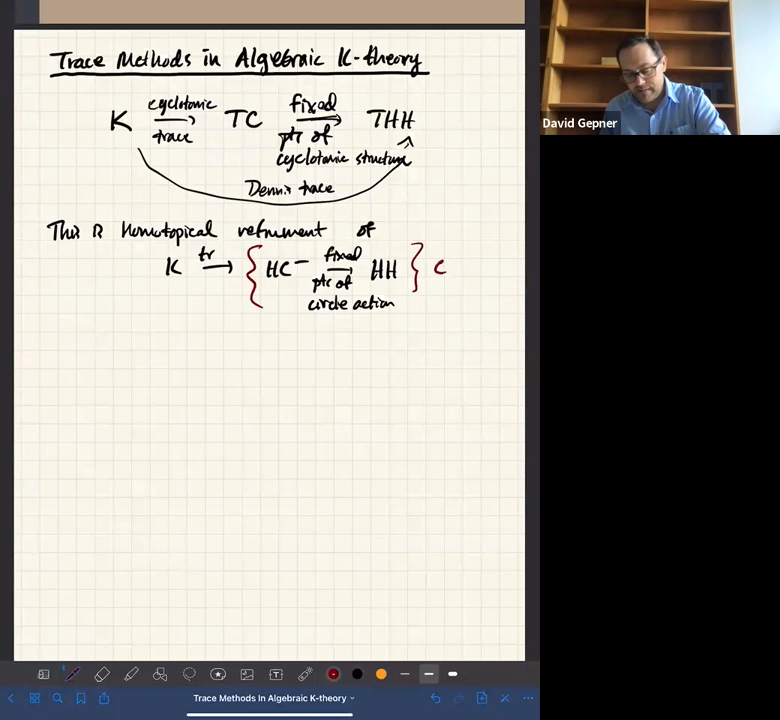 Trace Methods in Algebraic K-theory
K cyclotomic trace → TC fixed pts of cyclotomic structure → THH
Dennis trace
This is homotopical refinement of
K tr → { HC⁻ fixed pts of circle action → HH } C
David Gepner
Trace Methods In Algebraic K-theory